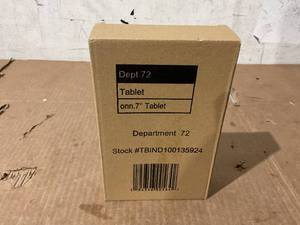 Dept 72
Tablet
onn.7" Tablet
Department 72
Stock #TBIND100135924